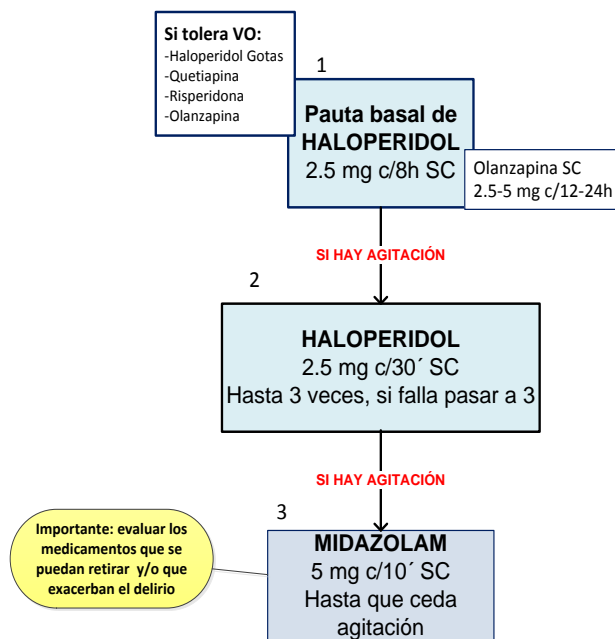 Si tolera VO:
-Haloperidol Gotas
-Quetiapina
-Risperidona
-Olanzapina
1
Pauta basal de
HALOPERIDOL
2.5 mg c/8h SC
Olanzapina SC
2.5-5 mg c/12-24h
SI HAY AGITACIÓN
2
HALOPERIDOL
2.5 mg c/30´ SC
Hasta 3 veces, si falla pasar a 3
SI HAY AGITACIÓN
3
MIDAZOLAM
5 mg c/10´ SC
Hasta que ceda
agitación
Importante: evaluar los
medicamentos que se
puedan retirar y/o que
exacerban el delirio